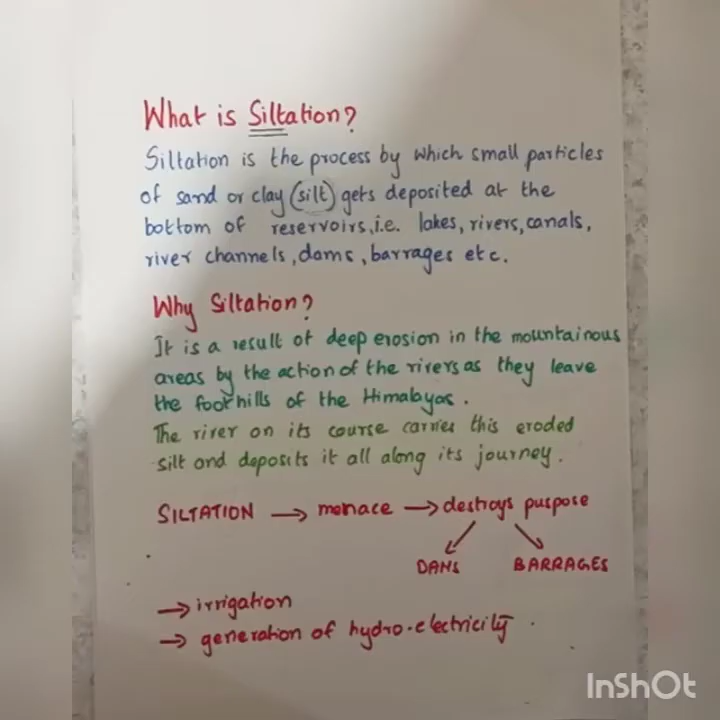 What is Siltation?
Siltation is the process by which small particles
of sand or clay (silt) gets deposited at the
bottom of reservoirs, i.e. lakes, rivers, canals,
river channels, dams, barrages etc.
Why Siltation?
It is a result of deep erosion in the mountainous
areas by the action of the rivers as they leave
the foothills of the Himalayas.
The river on its course carries this eroded
silt and deposits it all along its journey.
SILTATION → menace → destroys puspose
DAMS BARRAGES
→ irrigation
→ generation of hydro-electricity.
InShOt